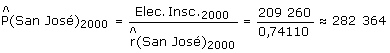 P̂(San José)2000 = Elec. Insc.2000 / r̂(San José)2000 = 209 260 / 0,74110 ≈ 282 364